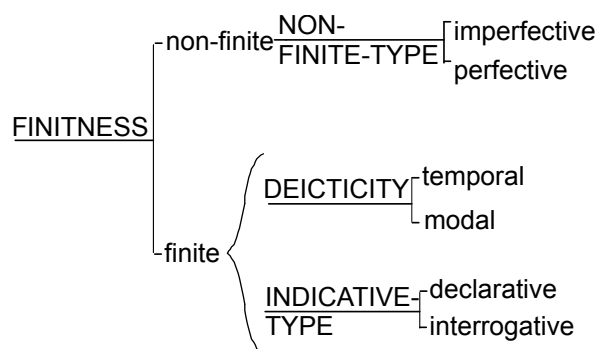 NON-
non-finite
FINITE-TYPE
imperfective
perfective
FINITNESS
DEICTICITY
temporal
modal
finite
INDICATIVE-
TYPE
declarative
interrogative